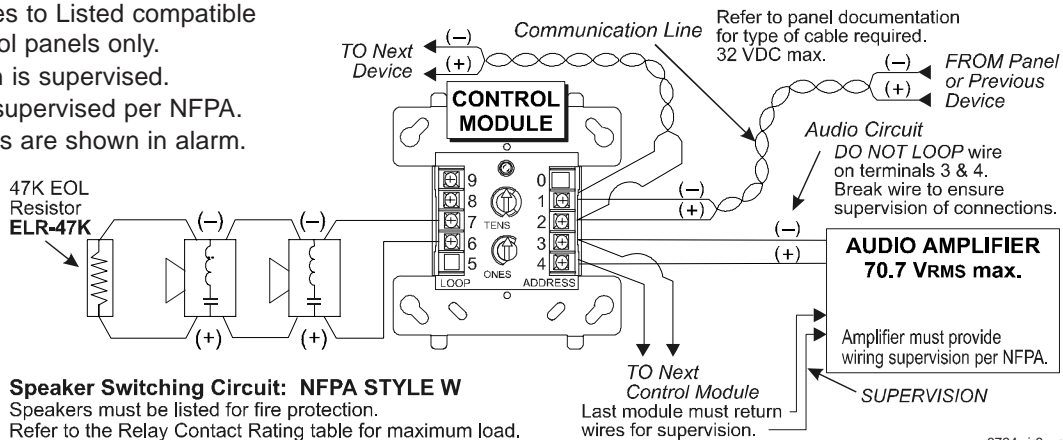 es to Listed compatible
ol panels only.
n is supervised.
supervised per NFPA.
s are shown in alarm.
TO Next
Device
(–)
(+)
Communication Line
Refer to panel documentation
for type of cable required.
32 VDC max.
(–)
(+)
FROM Panel
or Previous
Device
CONTROL
MODULE
Audio Circuit
DO NOT LOOP wire
on terminals 3 & 4.
Break wire to ensure
supervision of connections.
47K EOL
Resistor
ELR-47K
(–)
(–)
(+)
(+)
9
8
7
6
5
LOOP
TENS
ONES
0
1
2
3
4
ADDRESS
(–)
(+)
(–)
(+)
AUDIO AMPLIFIER
70.7 VRMS max.
Amplifier must provide
wiring supervision per NFPA.
SUPERVISION
TO Next
Control Module
Last module must return
wires for supervision.
Speaker Switching Circuit: NFPA STYLE W
Speakers must be listed for fire protection.
Refer to the Relay Contact Rating table for maximum load.